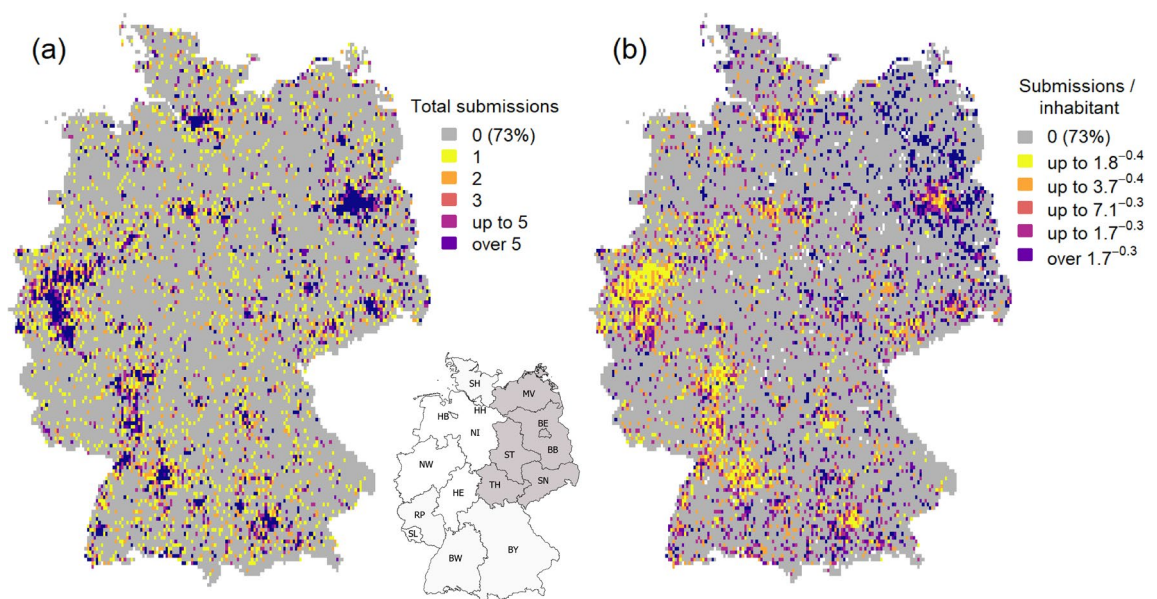 (a)
Total submissions
0 (73%)
1
2
3
up to 5
over 5
(b)
Submissions /
inhabitant
0 (73%)
up to 1.8⁻⁰·⁴
up to 3.7⁻⁰·⁴
up to 7.1⁻⁰·³
up to 1.7⁻⁰·³
over 1.7⁻⁰·³
SH
MV
HH
HB
BE
NI
BB
ST
NW
SN
TH
HE
RP
SL
BY
BW